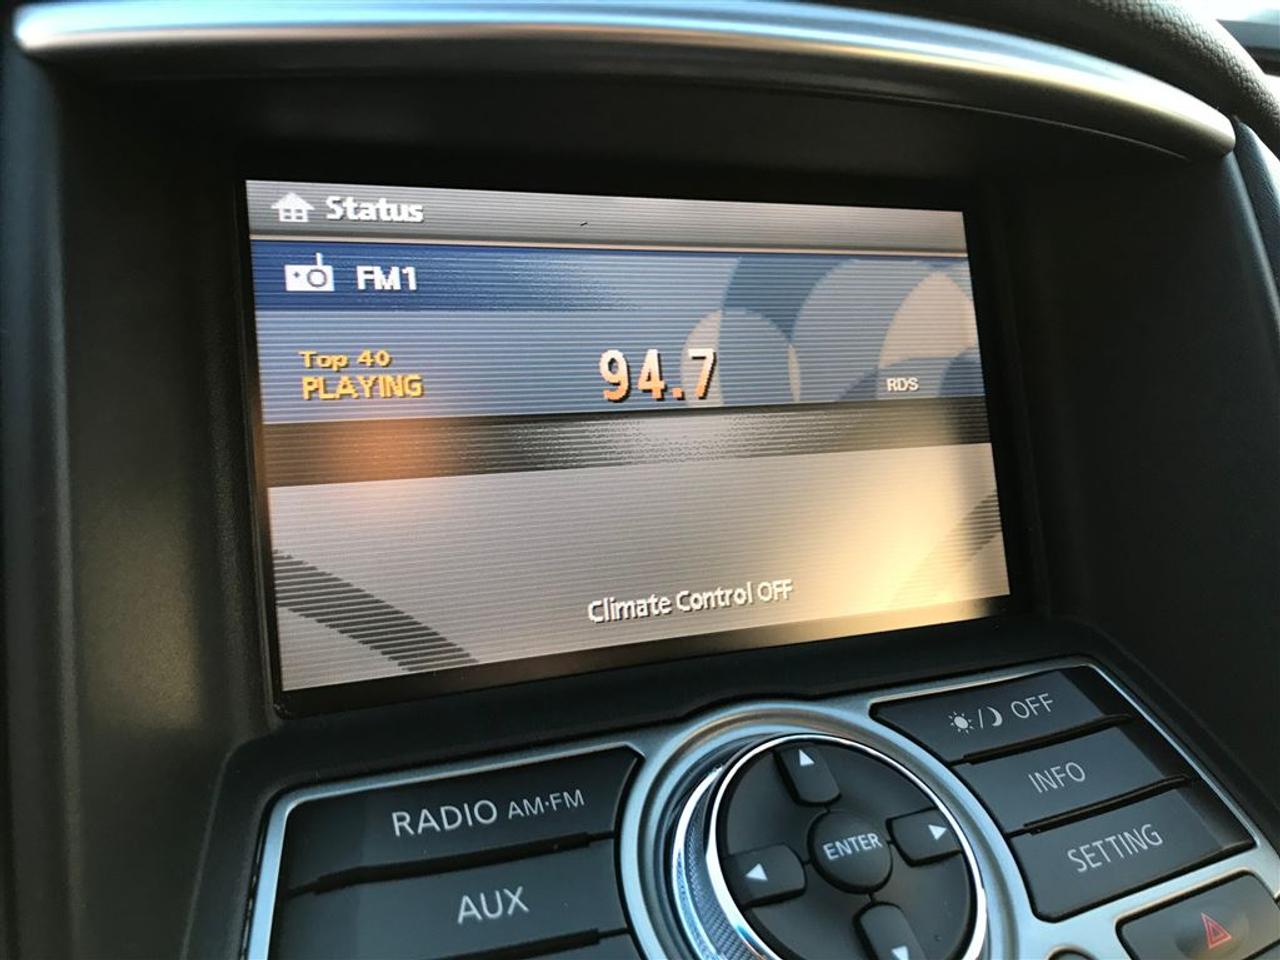 Status
FM1
Top 40
PLAYING
94.7
RDS
Climate Control OFF
RADIO AM·FM
AUX
ENTER
/ OFF
INFO
SETTING